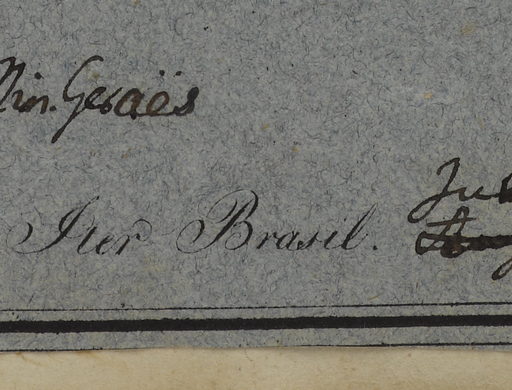 Min. Geraës
Iter Brasil.